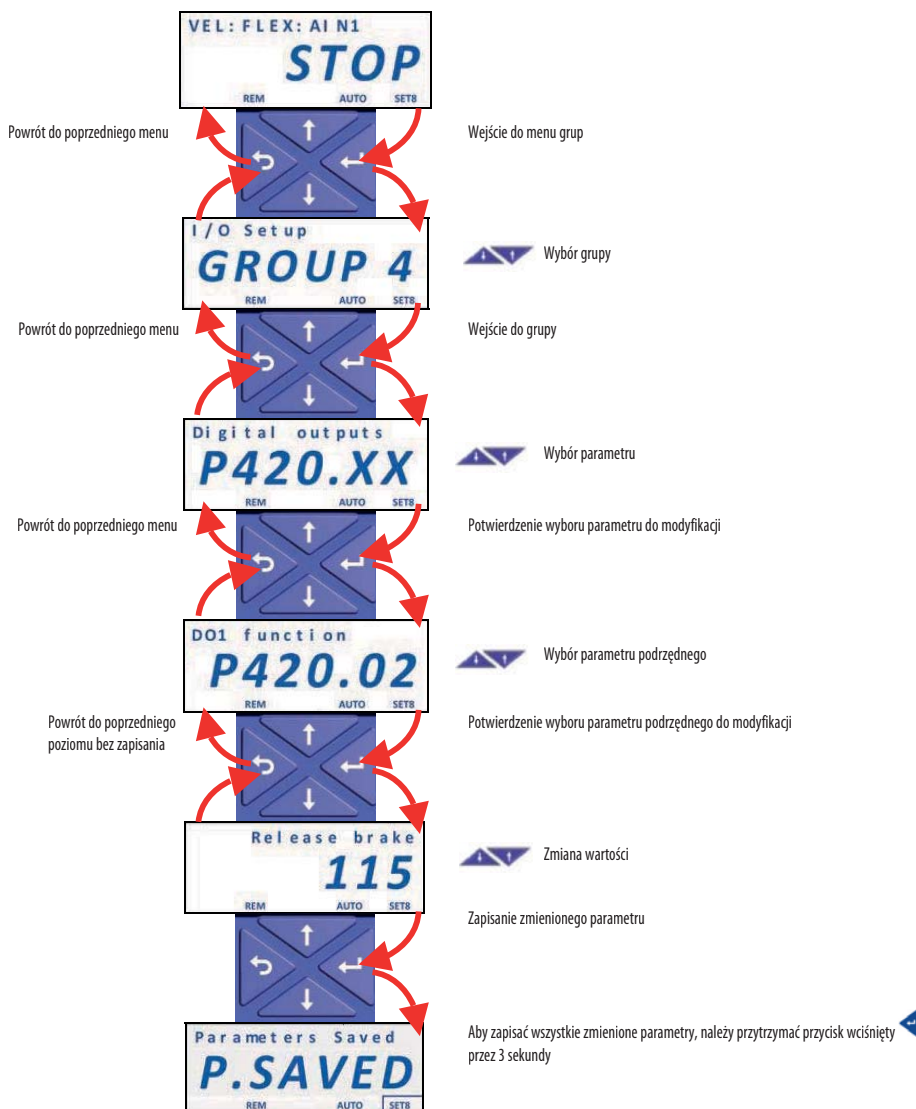 VEL: FLEX: AIN1
STOP
REM AUTO SET8
Powrót do poprzedniego menu
Wejście do menu grup
I/O Setup
GROUP 4
REM AUTO SET8
Wybór grupy
Powrót do poprzedniego menu
Wejście do grupy
Digital outputs
P420.XX
REM AUTO SET8
Wybór parametru
Powrót do poprzedniego menu
Potwierdzenie wyboru parametru do modyfikacji
DO1 function
P420.02
REM AUTO SET8
Wybór parametru podrzędnego
Powrót do poprzedniego
poziomu bez zapisania
Potwierdzenie wyboru parametru podrzędnego do modyfikacji
Release brake
115
REM AUTO SET8
Zmiana wartości
Zapisanie zmienionego parametru
Parameters Saved
P.SAVED
REM AUTO SET8
Aby zapisać wszystkie zmienione parametry, należy przytrzymać przycisk wciśnięty
przez 3 sekundy